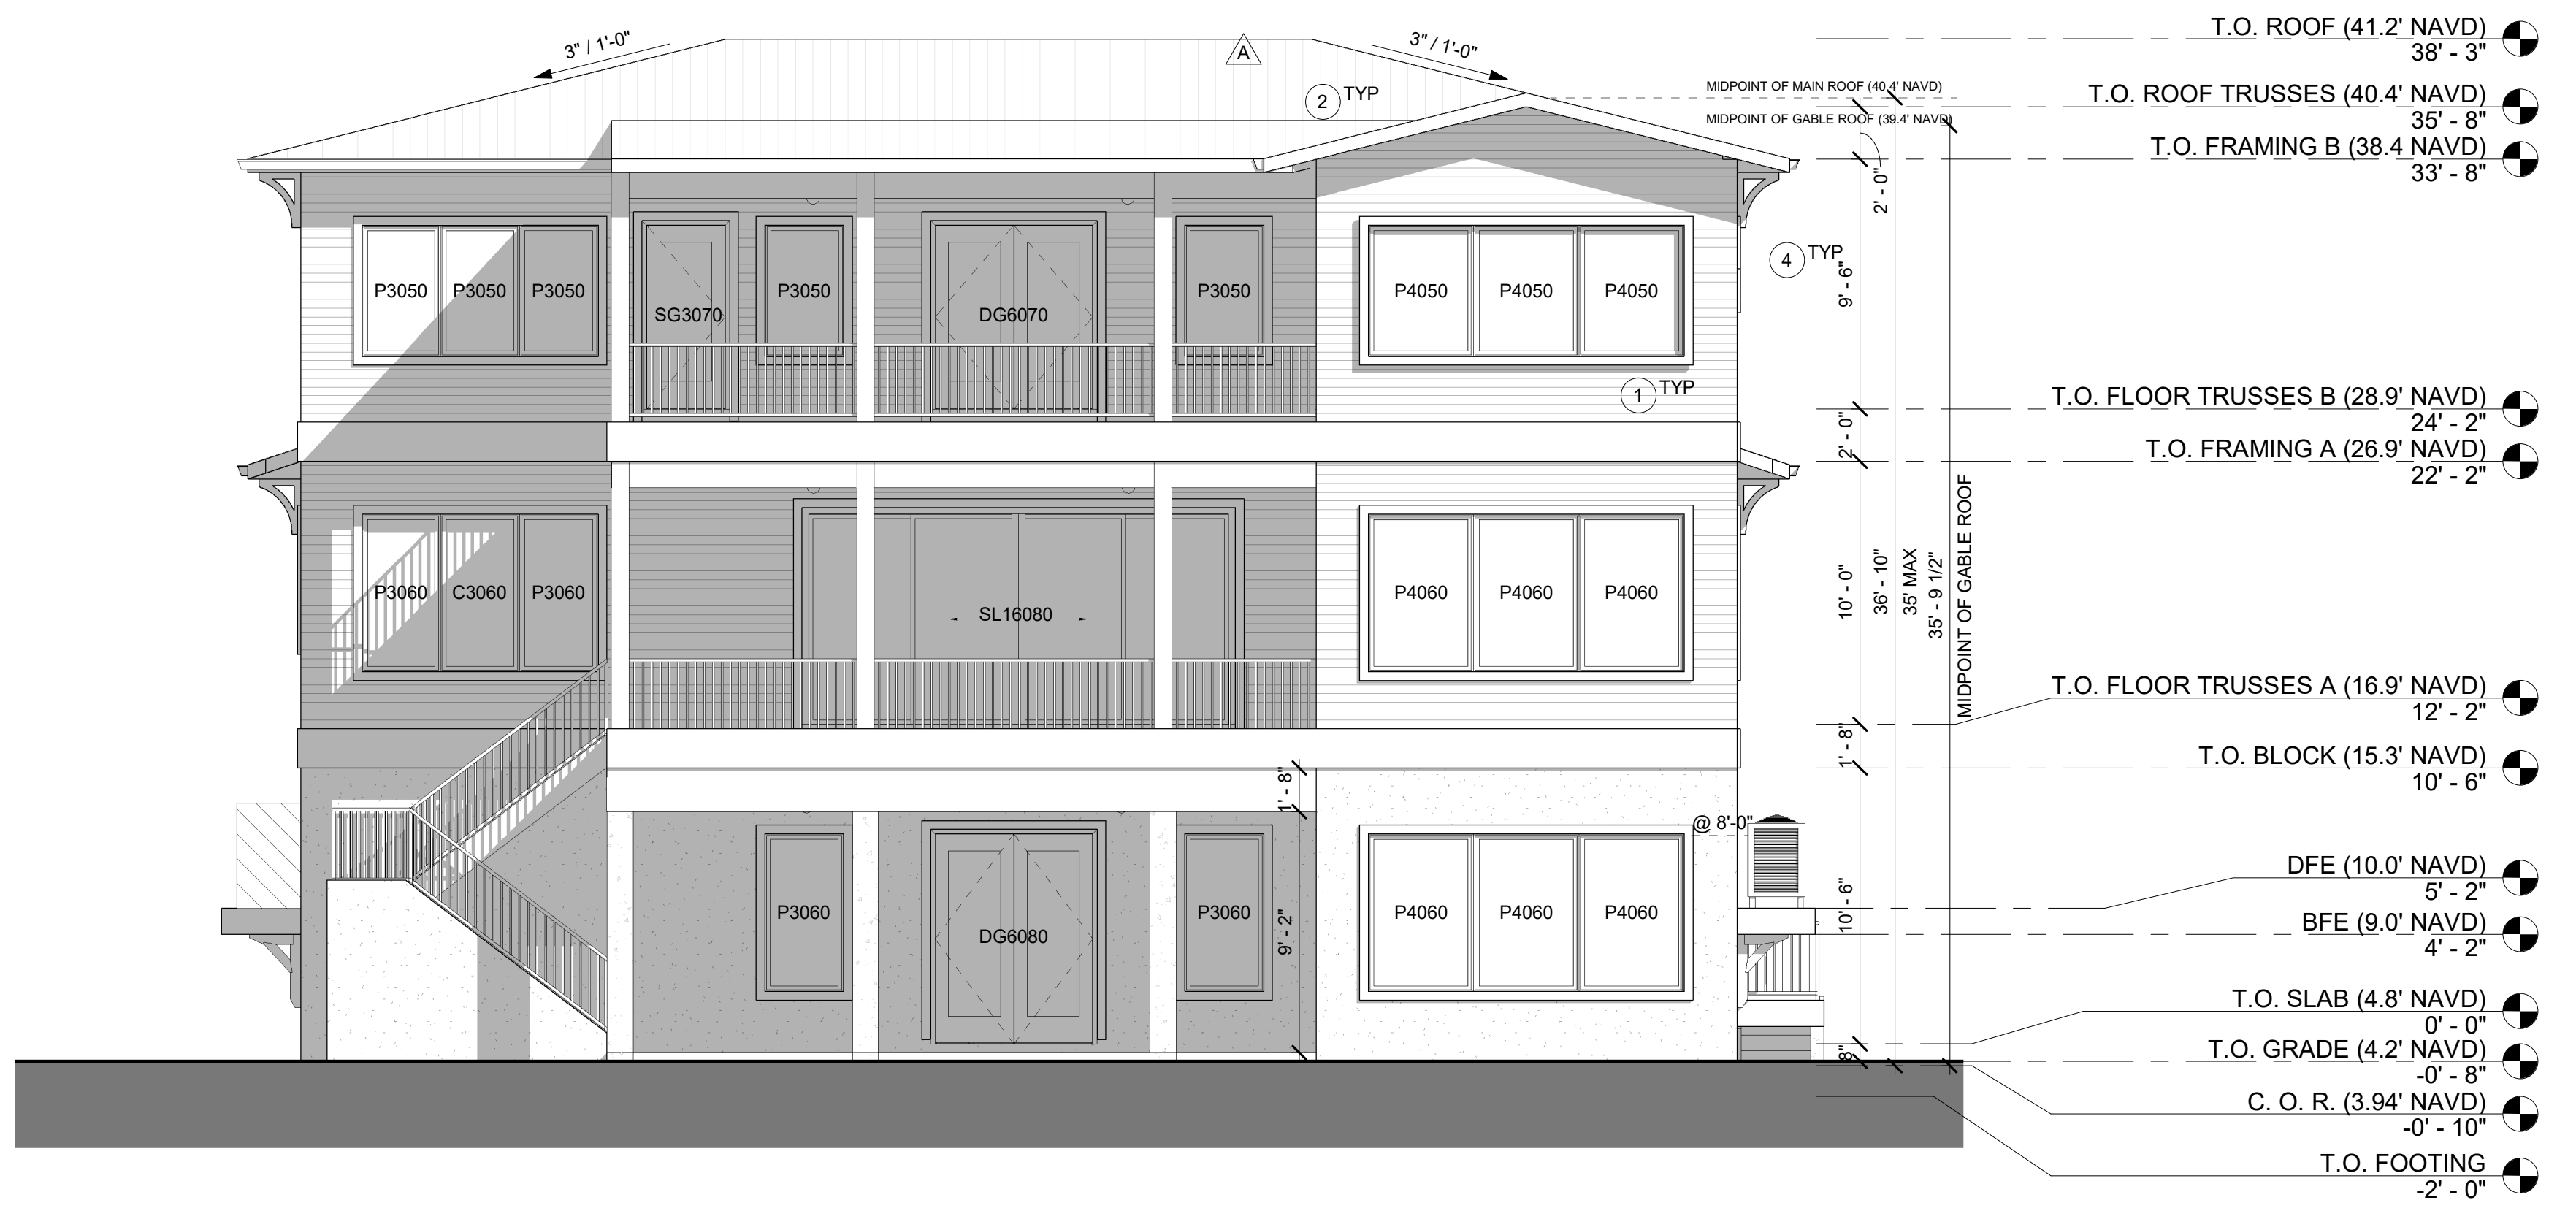 3" / 1'-0"
A
3" / 1'-0"
2 TYP
MIDPOINT OF MAIN ROOF (40.4' NAVD)
MIDPOINT OF GABLE ROOF (39.4' NAVD)
T.O. ROOF (41.2' NAVD)
38' - 3"
T.O. ROOF TRUSSES (40.4' NAVD)
35' - 8"
T.O. FRAMING B (38.4 NAVD)
33' - 8"
2' - 0"
4 TYP
9' - 6"
P3050
P3050
P3050
SG3070
P3050
DG6070
P3050
P4050
P4050
P4050
1 TYP
T.O. FLOOR TRUSSES B (28.9' NAVD)
24' - 2"
2' - 0"
T.O. FRAMING A (26.9' NAVD)
22' - 2"
P3060
C3060
P3060
SL16080
P4060
P4060
P4060
10' - 0"
36' - 10"
35' MAX
35' - 9 1/2"
MIDPOINT OF GABLE ROOF
T.O. FLOOR TRUSSES A (16.9' NAVD)
12' - 2"
1' - 8"
T.O. BLOCK (15.3' NAVD)
10' - 6"
1' - 8"
@ 8'-0"
P3060
DG6080
P3060
9' - 2"
P4060
P4060
P4060
10' - 6"
DFE (10.0' NAVD)
5' - 2"
BFE (9.0' NAVD)
4' - 2"
T.O. SLAB (4.8' NAVD)
0' - 0"
8"
T.O. GRADE (4.2' NAVD)
-0' - 8"
C. O. R. (3.94' NAVD)
-0' - 10"
T.O. FOOTING
-2' - 0"